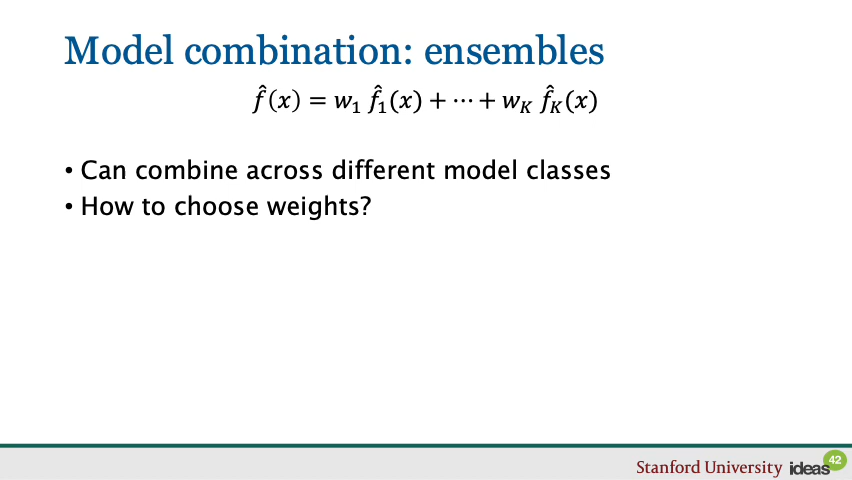 Model combination: ensembles
f̂(x) = w₁ f̂₁(x) + ⋯ + w_K f̂_K(x)
• Can combine across different model classes
• How to choose weights?
Stanford University ideas 42